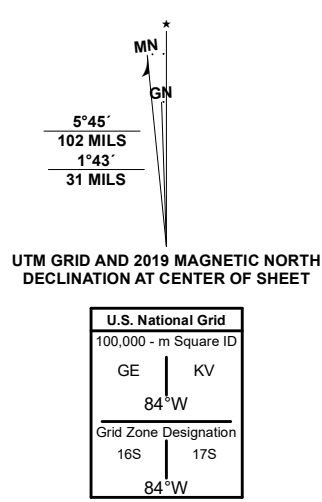 MN
GN
5°45´
102 MILS
1°43´
31 MILS
UTM GRID AND 2019 MAGNETIC NORTH
DECLINATION AT CENTER OF SHEET
U.S. National Grid
100,000 - m Square ID
GE KV
84°W
Grid Zone Designation
16S 17S
84°W